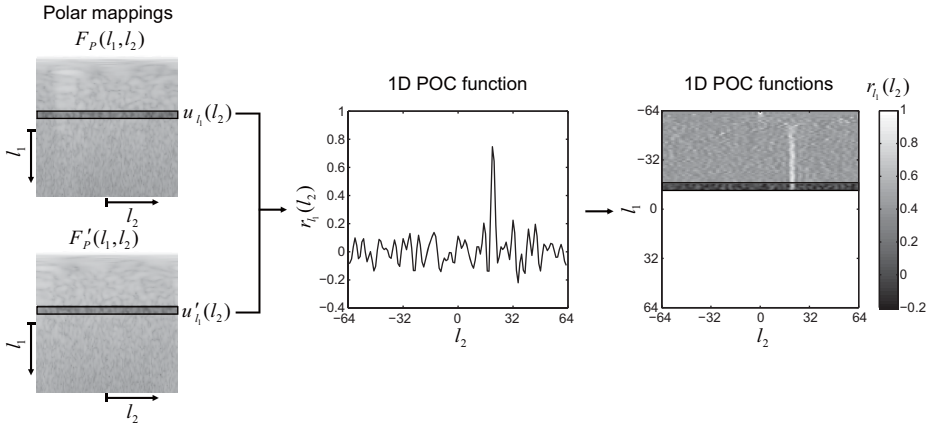 Polar mappings
F_P(l_1,l_2)
u_{l_1}(l_2)
l_1
l_2
F'_P(l_1,l_2)
u'_{l_1}(l_2)
l_1
l_2
1D POC function
1
0.8
0.6
0.4
0.2
0
−0.2
−0.4
−64
−32
0
32
64
r_{l_1}(l_2)
l_2
1D POC functions
−64
−32
0
32
64
−64
−32
0
32
64
l_1
l_2
r_{l_1}(l_2)
1
0.8
0.6
0.4
0.2
0
−0.2